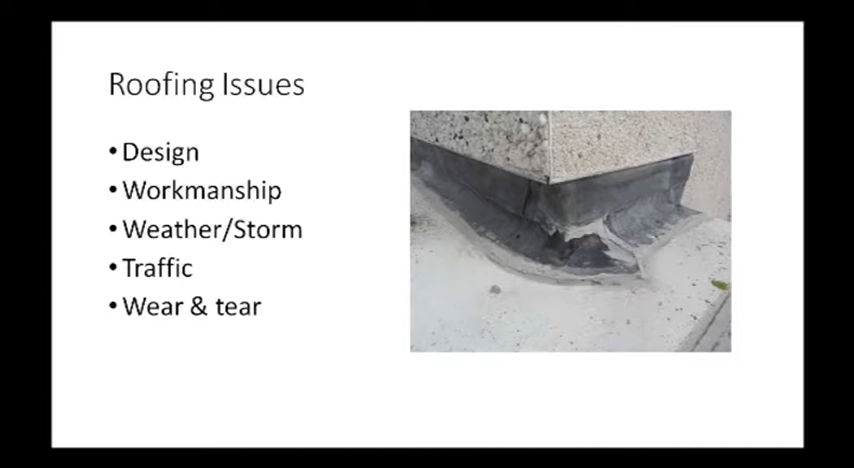 Roofing Issues
• Design
• Workmanship
• Weather/Storm
• Traffic
• Wear & tear